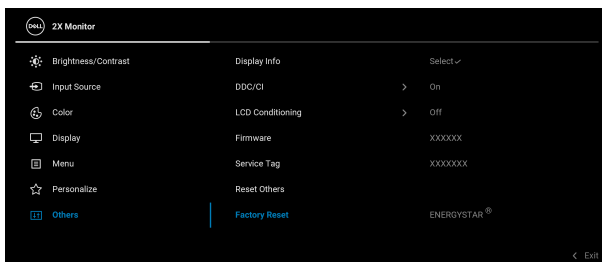 DELL 2X Monitor
Brightness/Contrast Display Info Select✓
Input Source DDC/CI > On
Color LCD Conditioning > Off
Display Firmware XXXXXX
Menu Service Tag XXXXXXX
Personalize Reset Others
Others Factory Reset ENERGYSTAR ®
< Exit